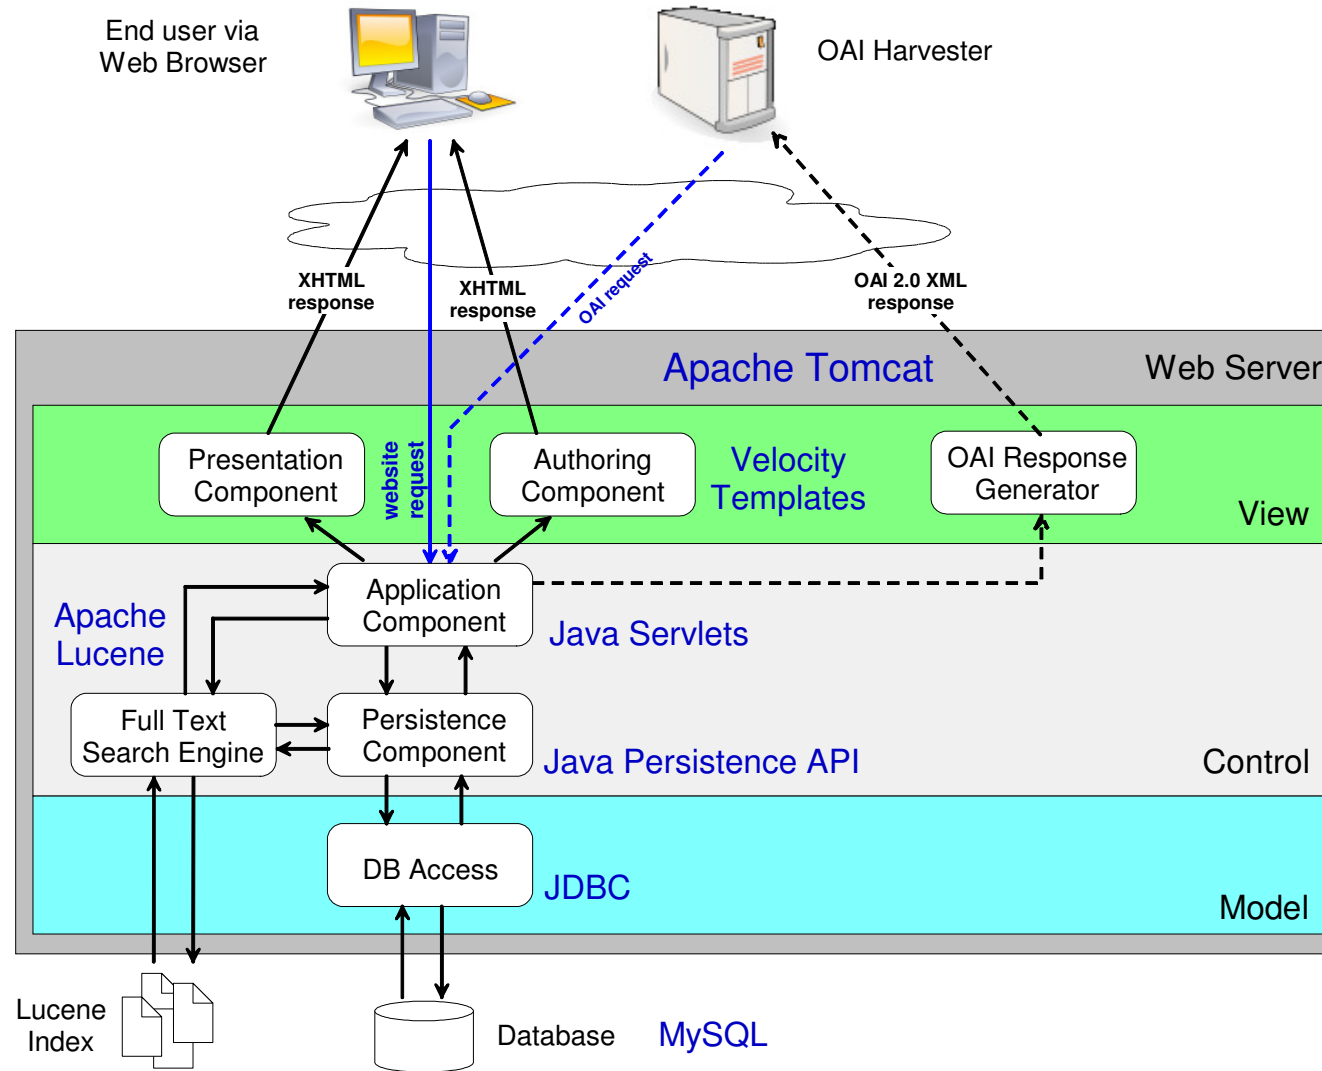 End user via
Web Browser
OAI Harvester
XHTML
response
XHTML
response
OAI request
OAI 2.0 XML
response
Apache Tomcat
Web Server
Presentation
Component
website
request
Authoring
Component
Velocity
Templates
OAI Response
Generator
View
Application
Component
Apache
Lucene
Java Servlets
Full Text
Search Engine
Persistence
Component
Java Persistence API
Control
DB Access
JDBC
Model
Lucene
Index
Database
MySQL